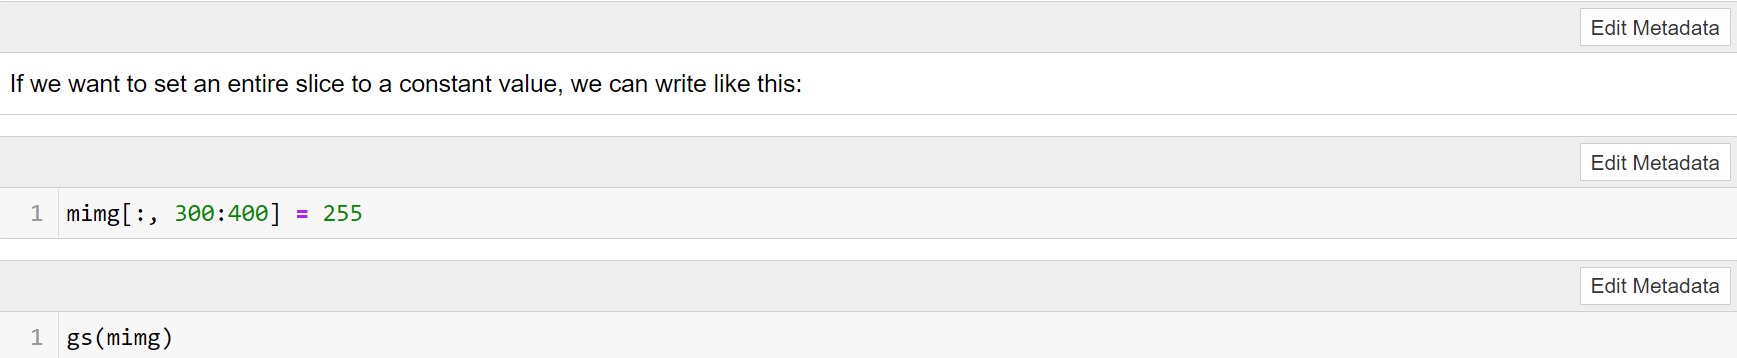 Edit Metadata
If we want to set an entire slice to a constant value, we can write like this:
Edit Metadata
1 mimg[:, 300:400] = 255
Edit Metadata
1 gs(mimg)